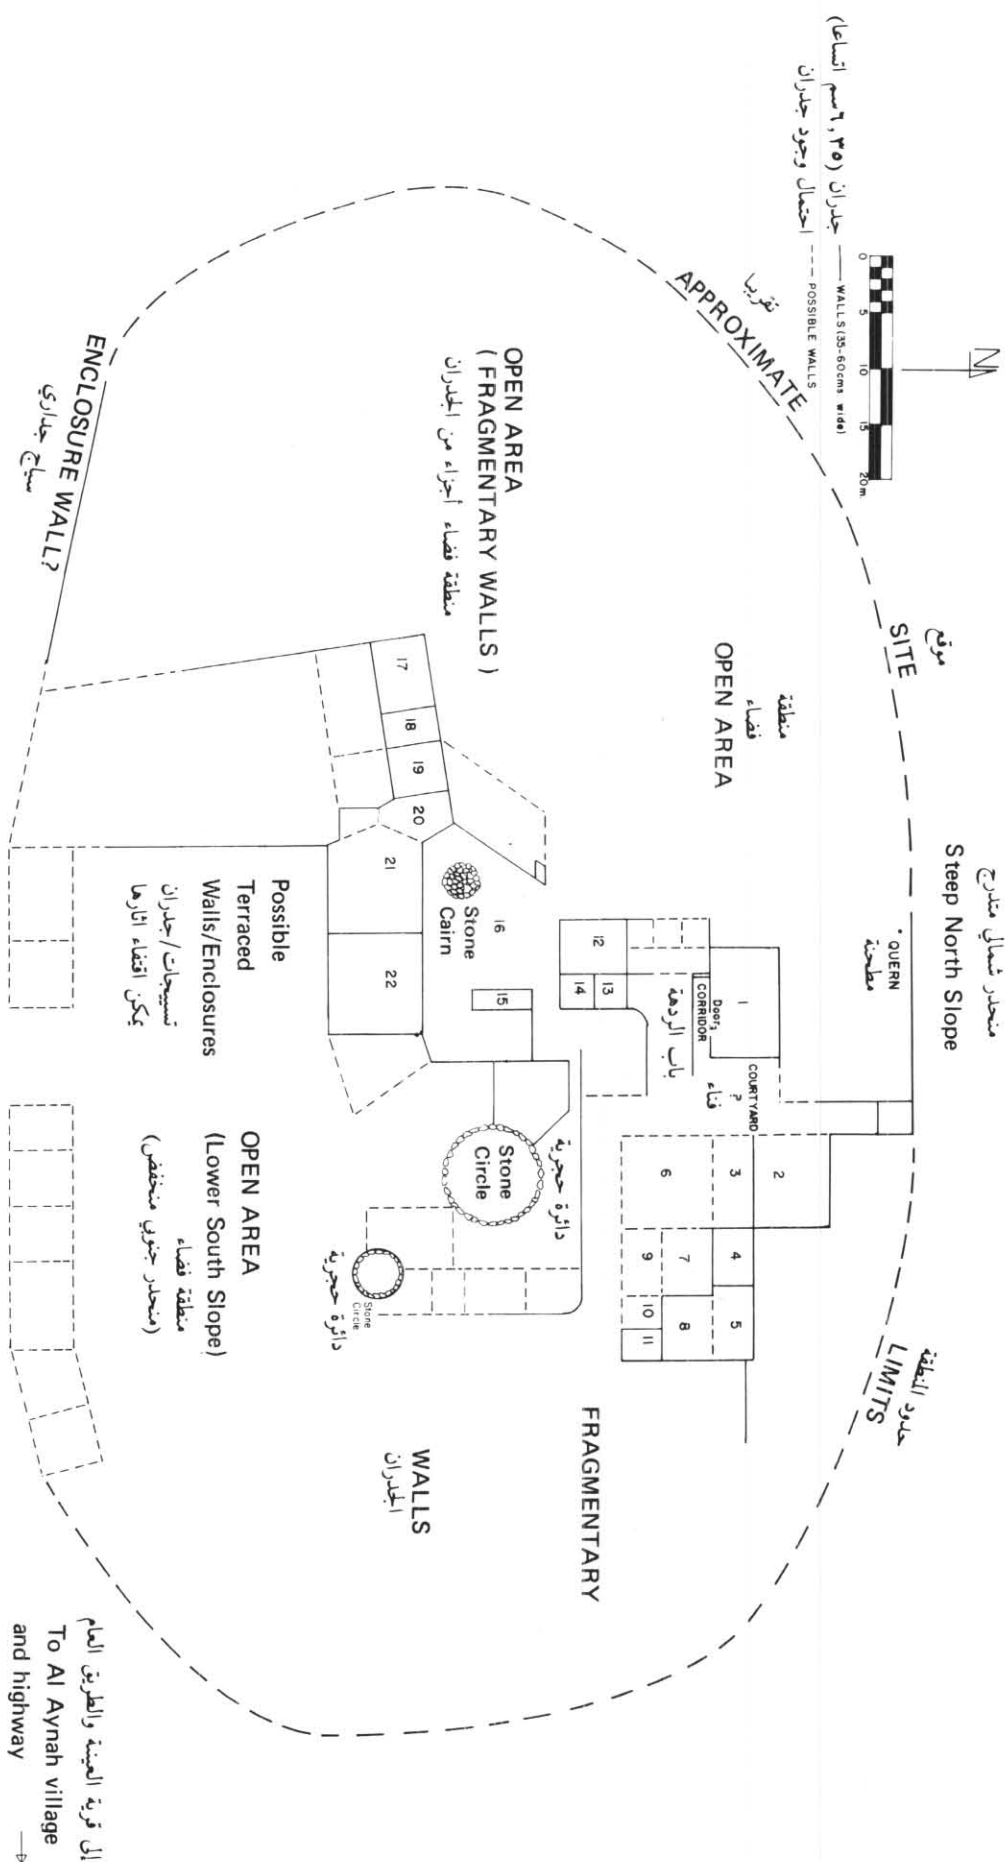 N
0 5 10 15 20m.
WALLS (35-60cms wide)
جدران (٣٥,٦سم اتساعا)
POSSIBLE WALLS
احتمال وجود جدران
تقريبا
APPROXIMATE
موقع
SITE
حدود المنطقة
LIMITS
منحدر شمالي متدرج
Steep North Slope
QUERN
مطحنة
منطقة
فضاء
OPEN AREA
OPEN AREA
(FRAGMENTARY WALLS)
منطقة فضاء أجزاء من الجدران
ENCLOSURE WALL?
سياج جداري
1
Door?
CORRIDOR
باب الردهة
COURTYARD
?
فناء
2
3
4
5
6
7
8
9
10
11
12
13
14
15
16
17
18
19
20
21
22
Stone
Cairn
دائرة حجرية
Stone
Circle
Stone
Circle
دائرة حجرية
Possible
Terraced
Walls/Enclosures
تسييجات/جدران
يمكن اقتفاء اثارها
OPEN AREA
(Lower South Slope)
منطقة فضاء
(منحدر جنوبي منخفض)
FRAGMENTARY
WALLS
الجدران
إلى قرية العينة والطريق العام
To Al Aynah village
and highway